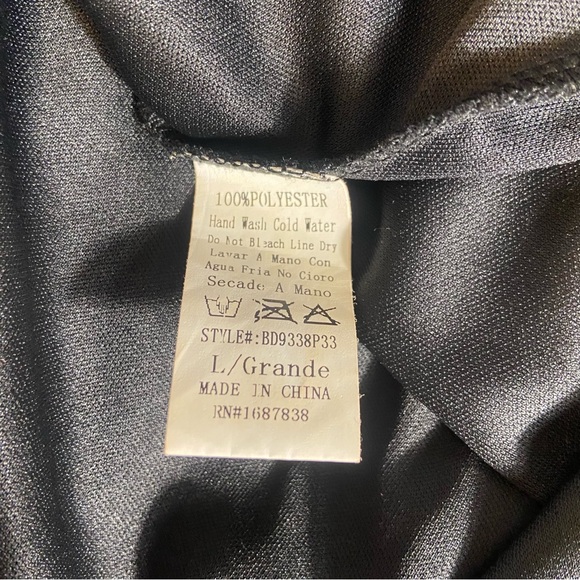 100%POLYESTER
Hand Wash Cold Water
Do Not Bleach Line Dry
Lavar A Mano Con
Agua Fria No Cioro
Secade A Mano
STYLE#:BD9338P33
L/Grande
MADE IN CHINA
RN#1687838